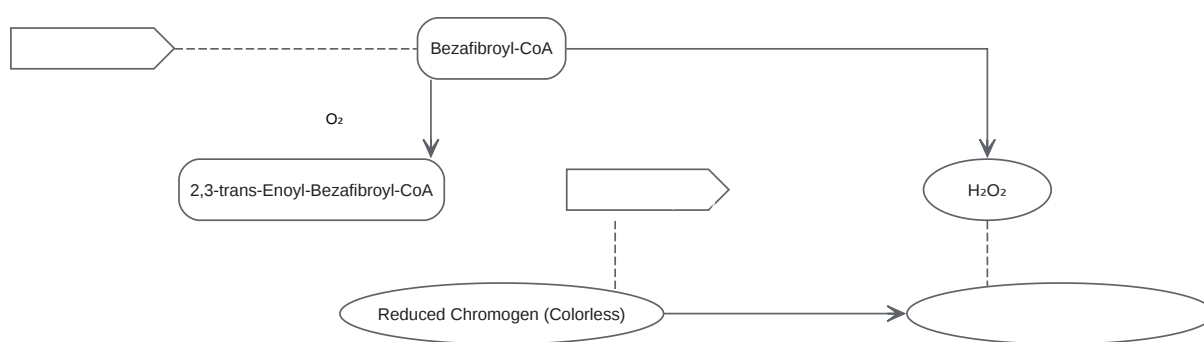 Bezafibroyl-CoA
O₂
2,3-trans-Enoyl-Bezafibroyl-CoA
H₂O₂
Reduced Chromogen (Colorless)